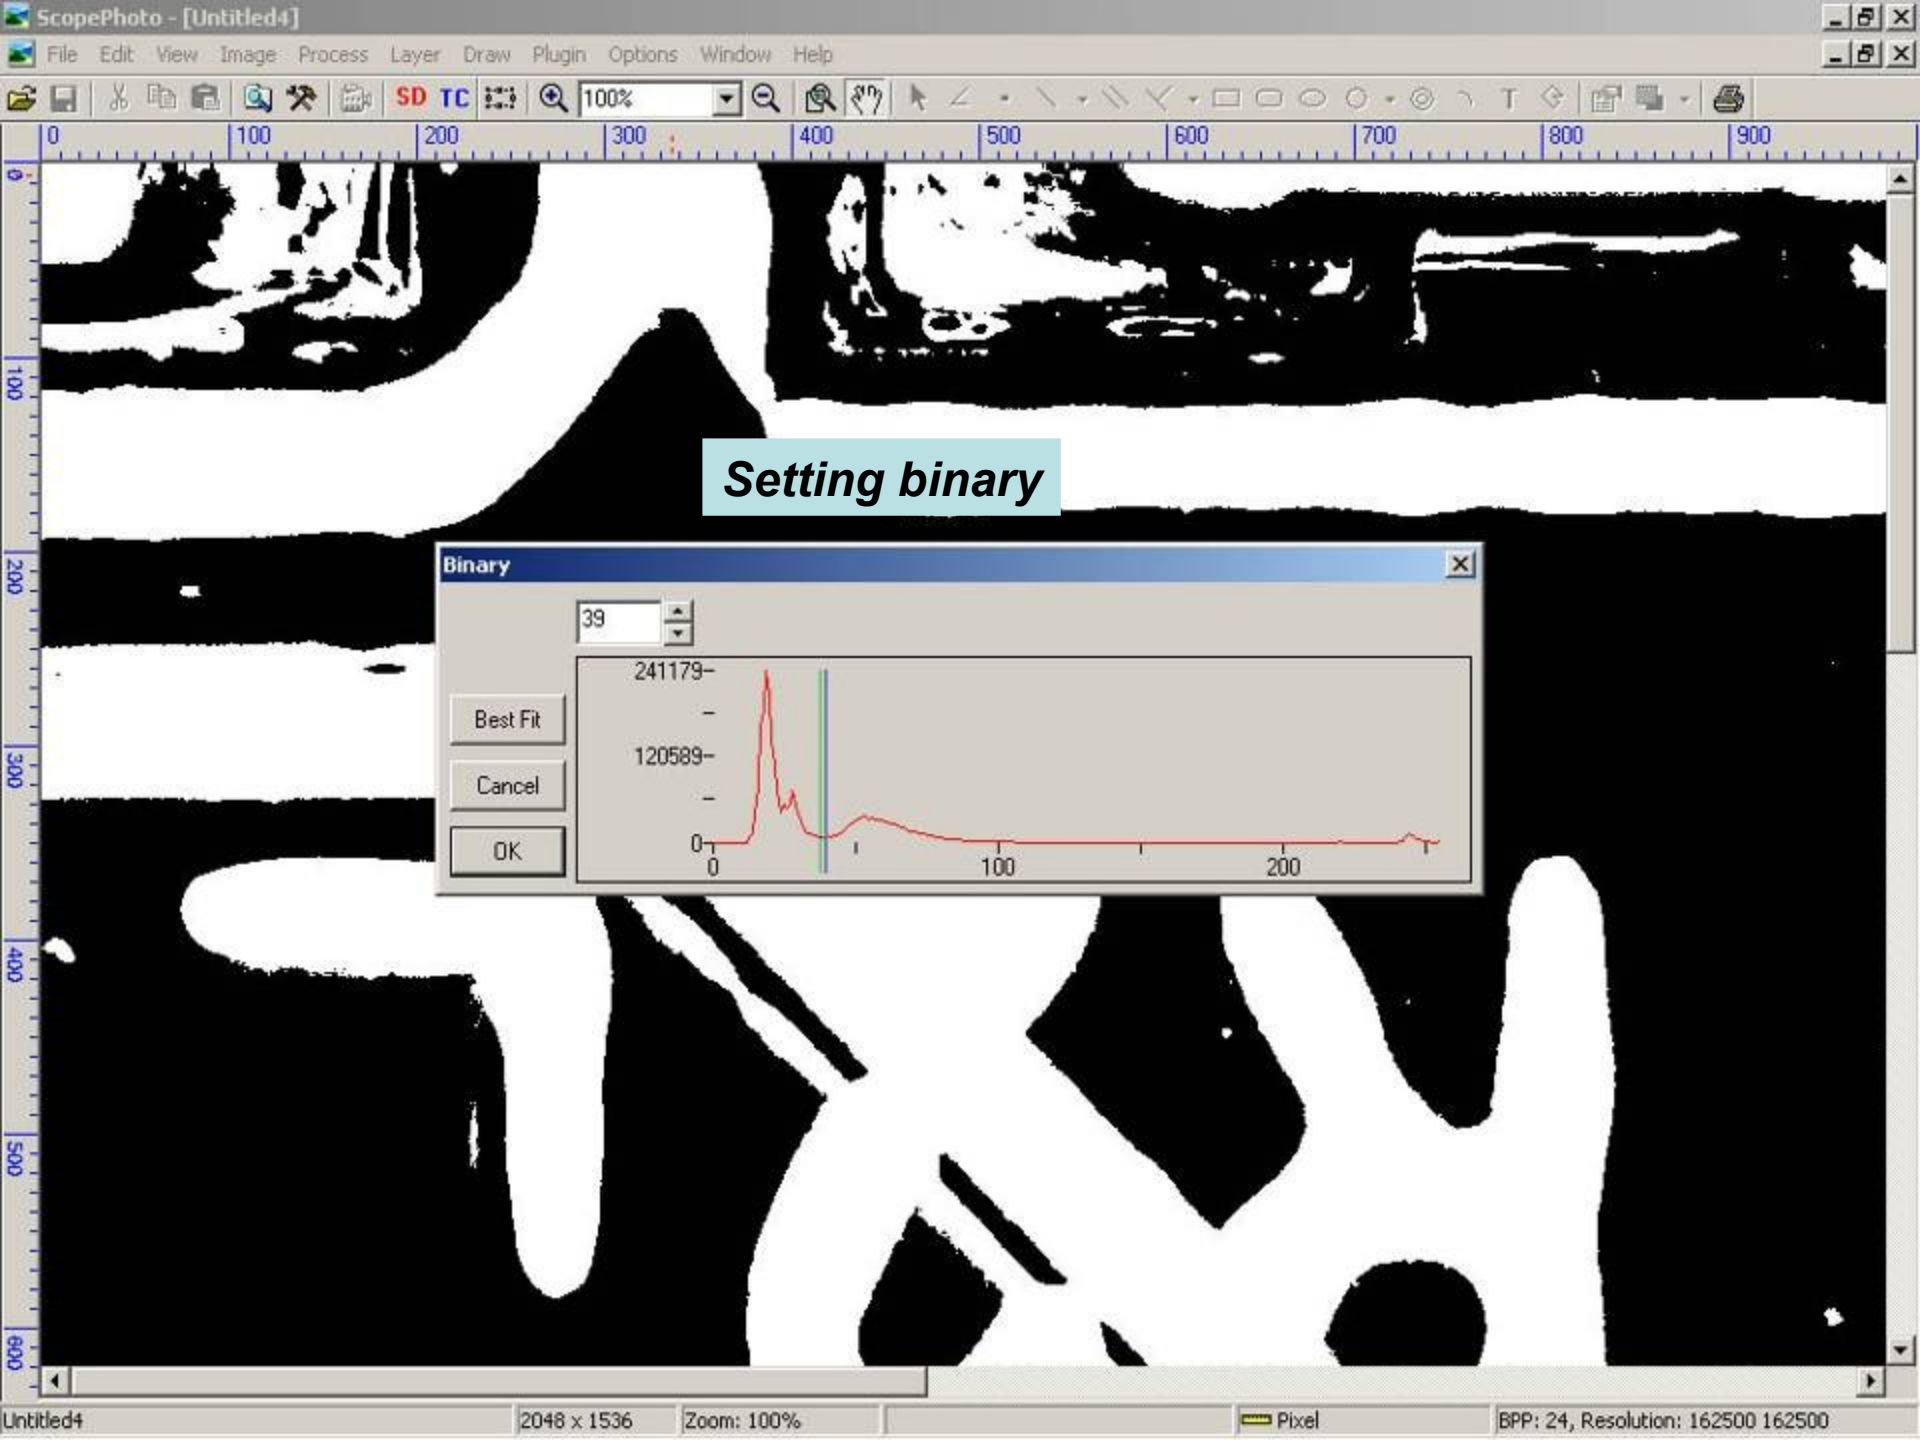 ScopePhoto - [Untitled4]
File Edit View Image Process Layer Draw Plugin Options Window Help
SD TC 100% T
0 100 200 300 400 500 600 700 800 900
0
100
200
300
400
500
600
Setting binary
Binary
39
241179
Best Fit
120589
Cancel
OK
0
0 100 200
Untitled4 2048 x 1536 Zoom: 100% Pixel BPP: 24, Resolution: 162500 162500